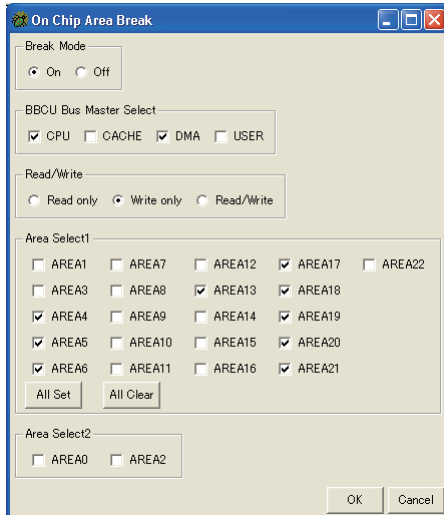 On Chip Area Break
Break Mode
On Off
BBCU Bus Master Select
CPU CACHE DMA USER
Read/Write
Read only Write only Read/Write
Area Select1
AREA1 AREA7 AREA12 AREA17 AREA22
AREA3 AREA8 AREA13 AREA18
AREA4 AREA9 AREA14 AREA19
AREA5 AREA10 AREA15 AREA20
AREA6 AREA11 AREA16 AREA21
All Set All Clear
Area Select2
AREA0 AREA2
OK Cancel